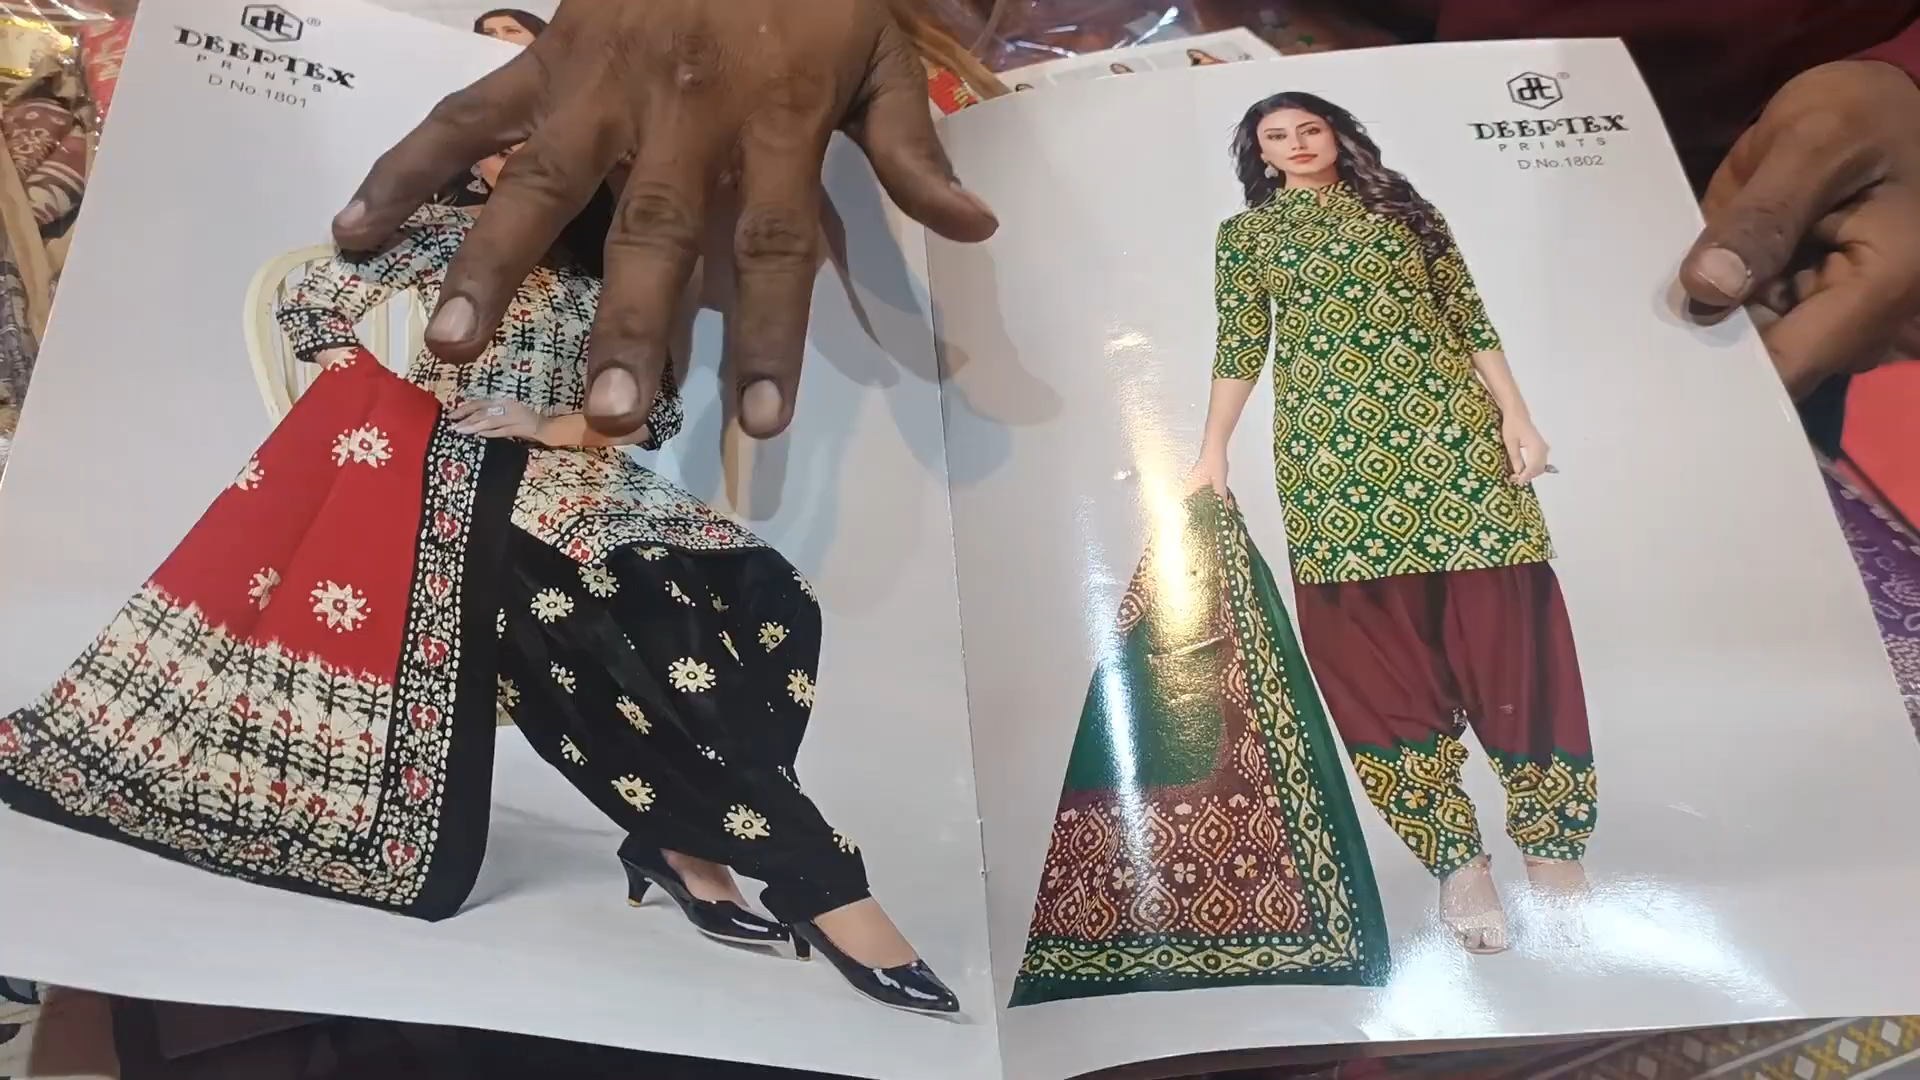 dt®
DEEPTEX
PRINTS
D.No.1801
dt®
DEEPTEX
PRINTS
D.No.1802